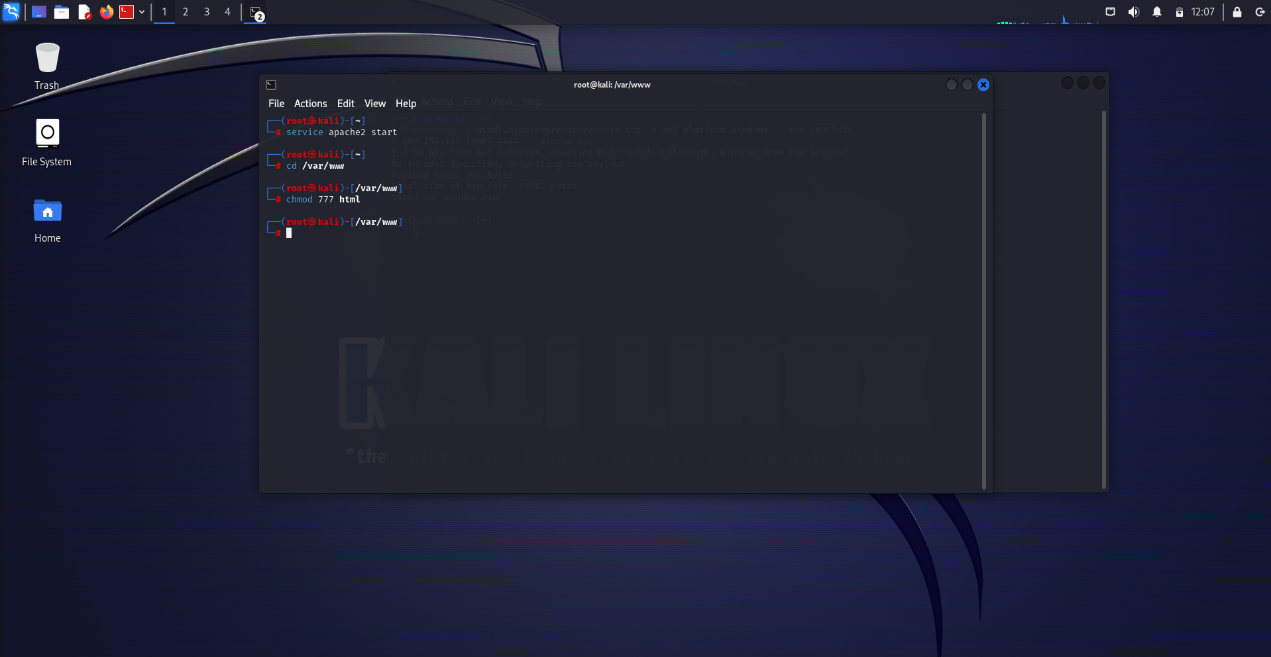 1 2 3 4
2
12:07
Trash
File System
Home
root@kali: /var/www
File Actions Edit View Help
┌──(root㉿kali)-[~]
└─# service apache2 start
┌──(root㉿kali)-[~]
└─# cd /var/www
┌──(root㉿kali)-[/var/www]
└─# chmod 777 html
┌──(root㉿kali)-[/var/www]
└─#
"the